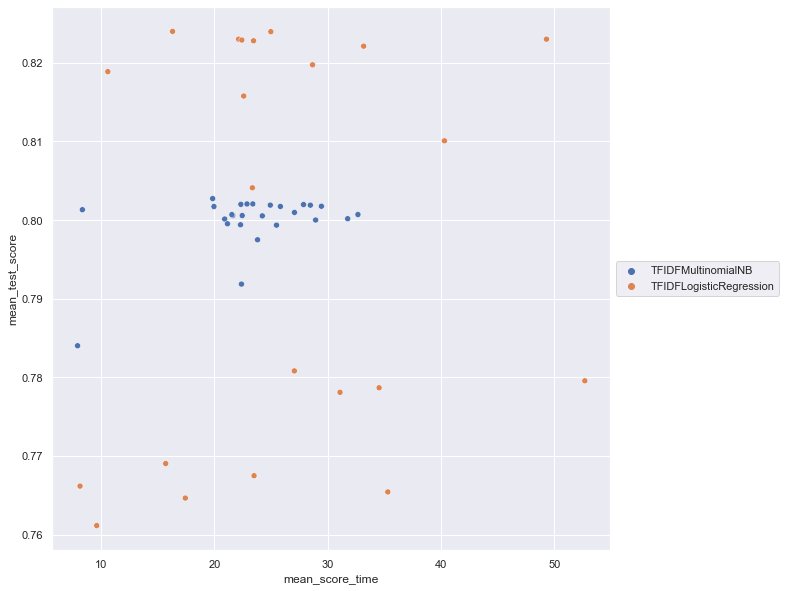 mean_test_score
0.82
0.81
0.80
0.79
0.78
0.77
0.76
10 20 30 40 50
mean_score_time
TFIDFMultinomialNB
TFIDFLogisticRegression